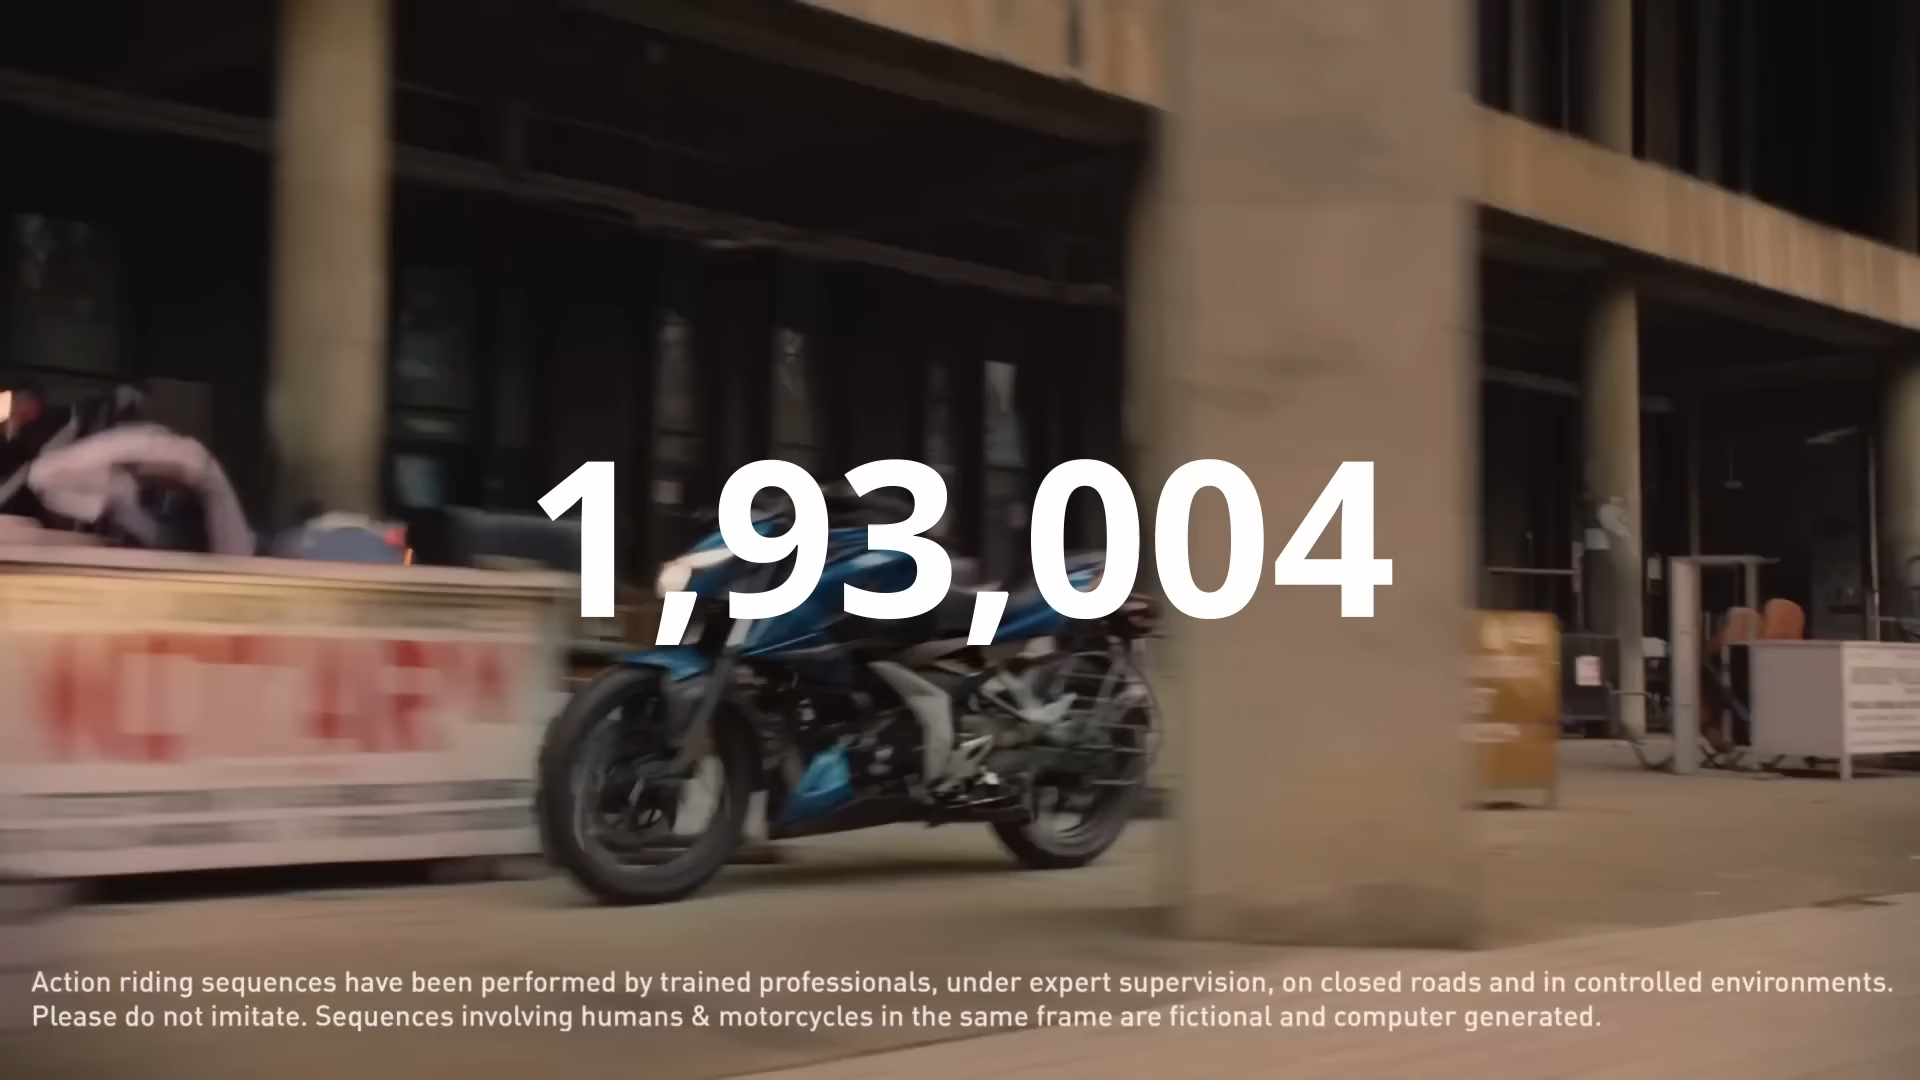 NOTARY
1,93,004
Action riding sequences have been performed by trained professionals, under expert supervision, on closed roads and in controlled environments.
Please do not imitate. Sequences involving humans & motorcycles in the same frame are fictional and computer generated.